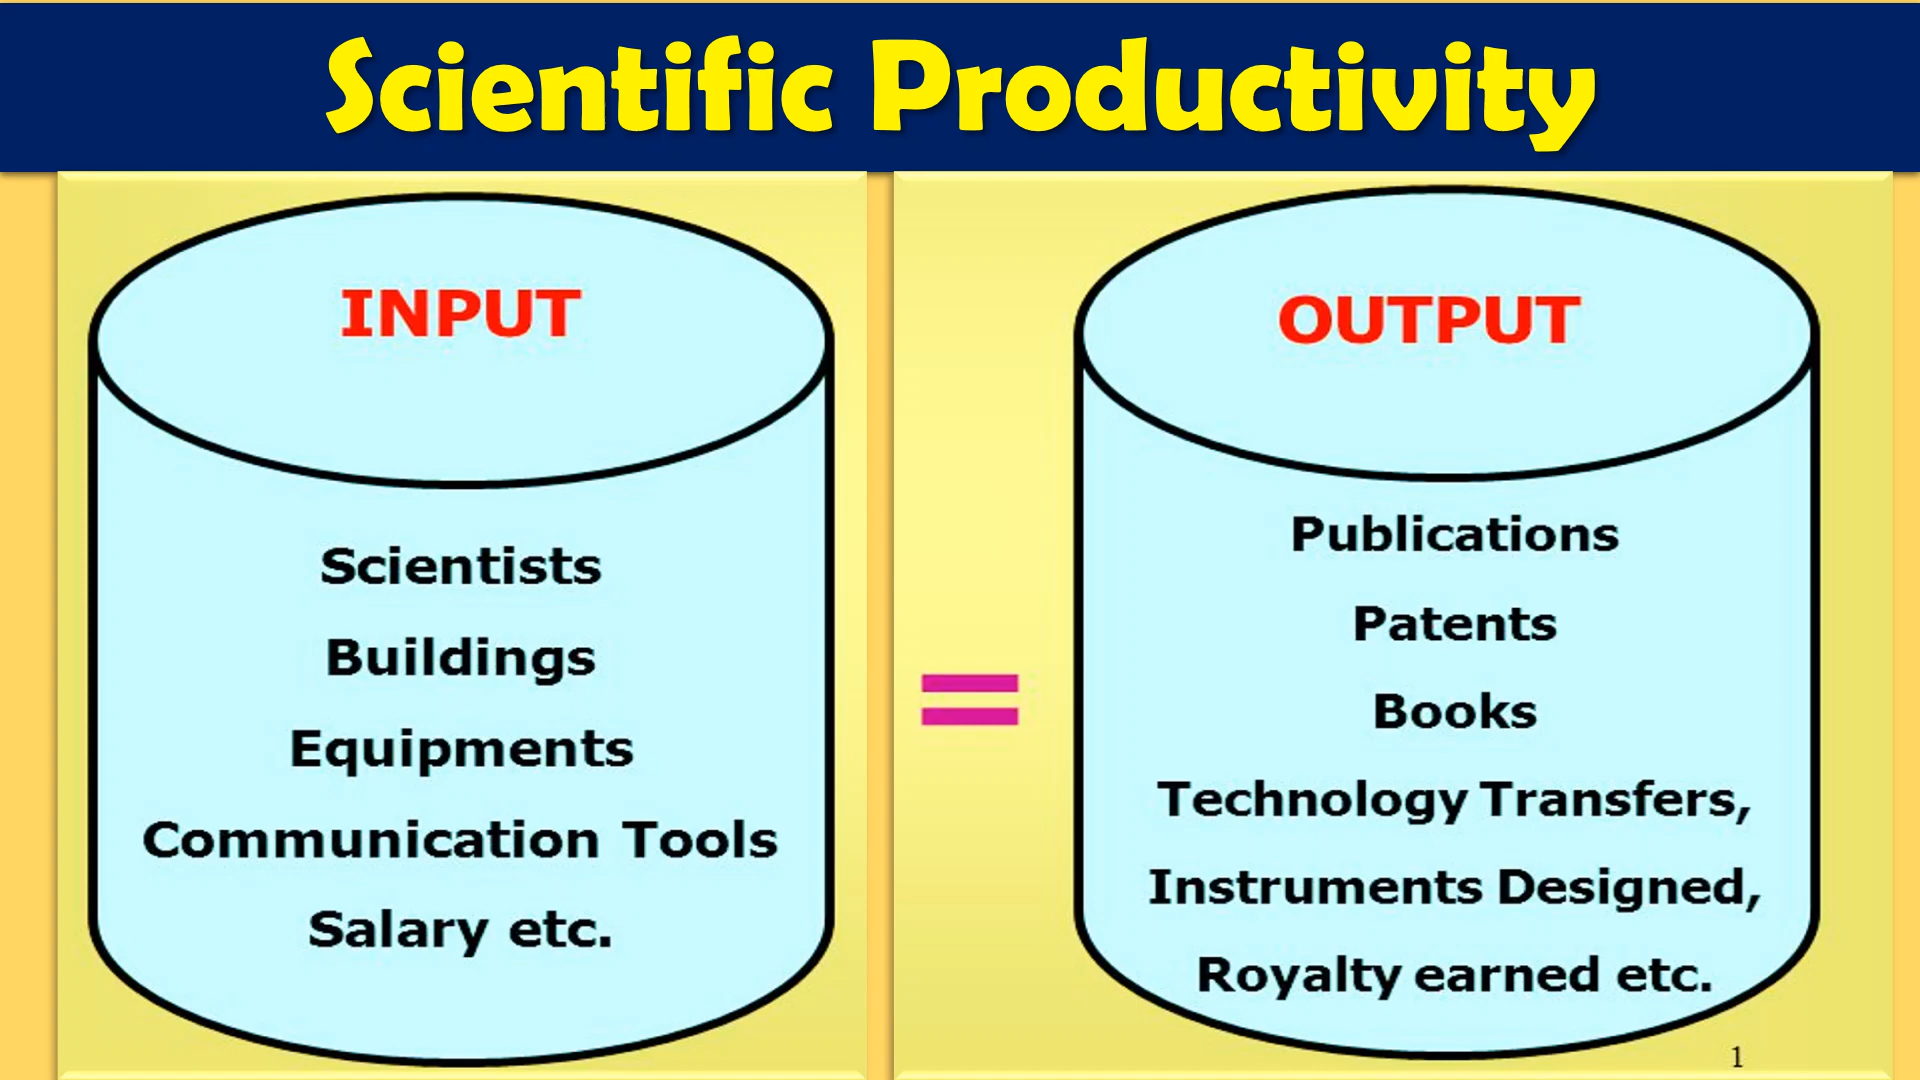 Scientific Productivity
INPUT
Scientists
Buildings
Equipments
Communication Tools
Salary etc.
=
OUTPUT
Publications
Patents
Books
Technology Transfers,
Instruments Designed,
Royalty earned etc.
1